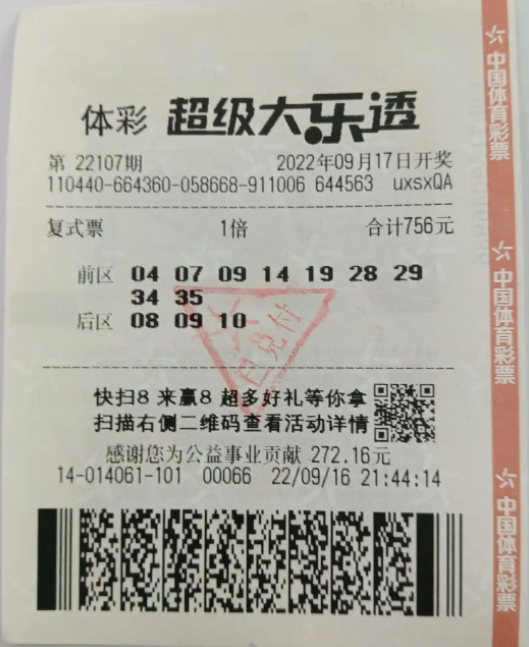 体彩 超级大乐透
第 22107期 2022年09月17日开奖
110440-664360-058668-911006 644563 uxsxQA
复式票 1倍 合计756元
前区 04 07 09 14 19 28 29
34 35
后区 08 09 10
已兑付
快扫8 来赢8 超多好礼等你拿
扫描右侧二维码查看活动详情
感谢您为公益事业贡献 272.16元
14-014061-101 00066 22/09/16 21:44:14
中国体育彩票
中国体育彩票
中国体育彩票